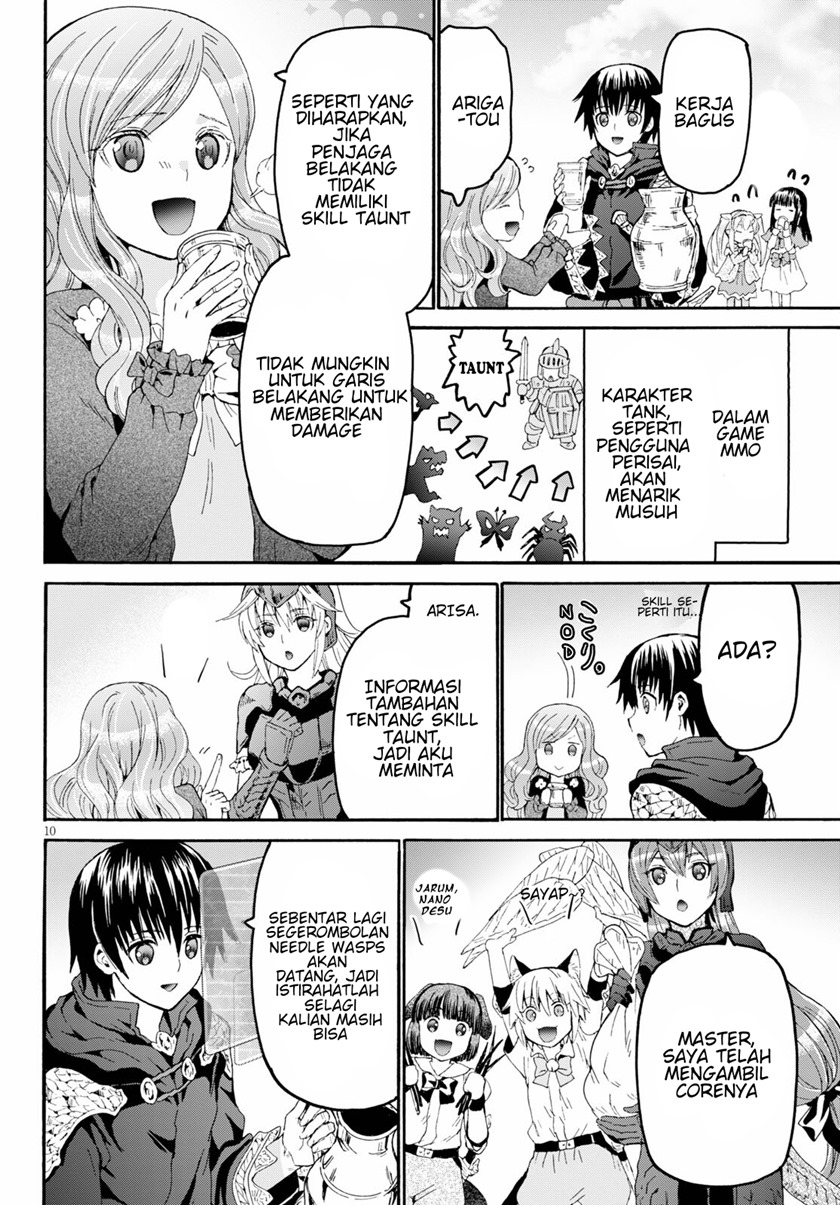 KERJA
BAGUS
ARIGA
-TOU
SEPERTI YANG
DIHARAPKAN,
JIKA
PENJAGA
BELAKANG
TIDAK
MEMILIKI
SKILL TAUNT
TIDAK MUNGKIN
UNTUK GARIS
BELAKANG UNTUK
MEMBERIKAN
DAMAGE
DALAM
GAME
MMO
KARAKTER
TANK,
SEPERTI
PENGGUNA
PERISAI,
AKAN
MENARIK
MUSUH
TAUNT
ADA?
SKILL SE-
PERTI ITU...
こくり。
NOD
ARISA.
INFORMASI
TAMBAHAN
TENTANG SKILL
TAUNT,
JADI AKU
MEMINTA
10
MASTER,
SAYA TELAH
MENGAMBIL
CORENYA
SAYAP~?
JARUM,
NANO
DESU
SEBENTAR LAGI
SEGEROMBOLAN
NEEDLE WASPS
AKAN
DATANG, JADI
ISTIRAHATLAH
SELAGI
KALIAN MASIH
BISA